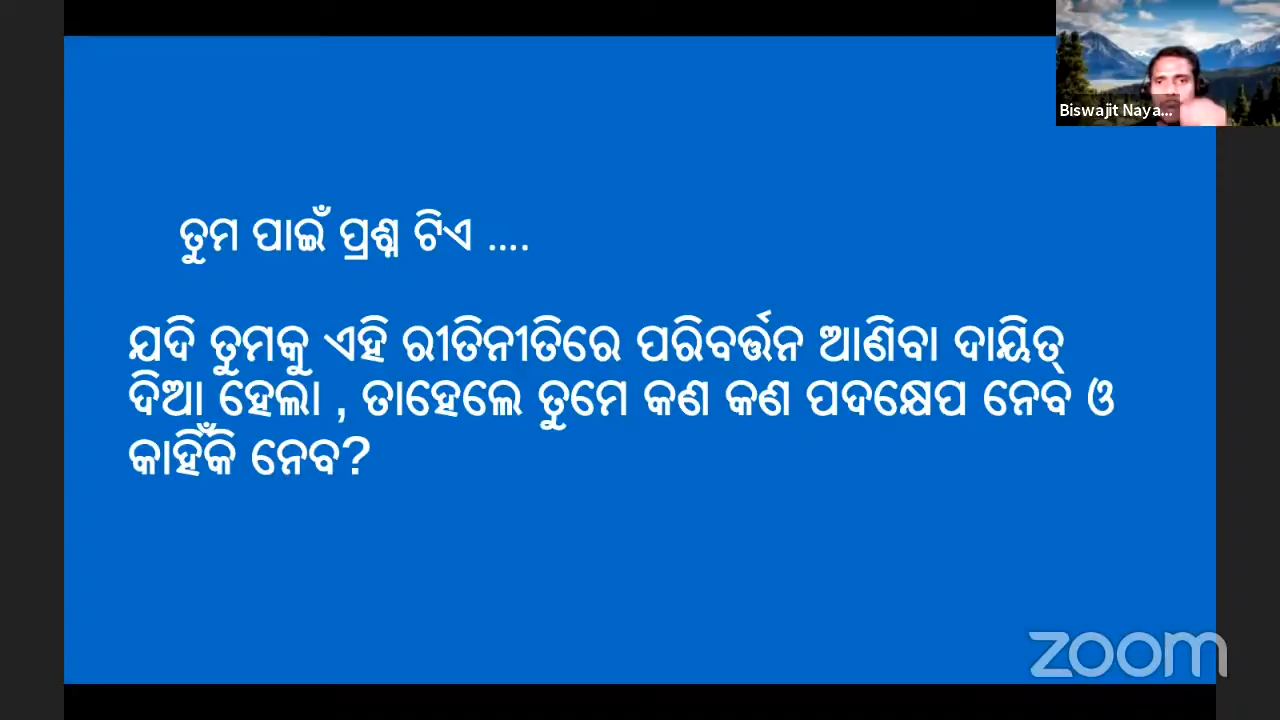 Biswajit Naya...
ତୁମ ପାଇଁ ପ୍ରଶ୍ନ ଟିଏ ....
ଯଦି ତୁମକୁ ଏହି ରୀତିନୀତିରେ ପରିବର୍ତ୍ତନ ଆଣିବା ଦାୟିତ୍
ଦିଆ ହେଲା , ତାହେଲେ ତୁମେ କଣ କଣ ପଦକ୍ଷେପ ନେବ ଓ
କାହିଁକି ନେବ?
zoom